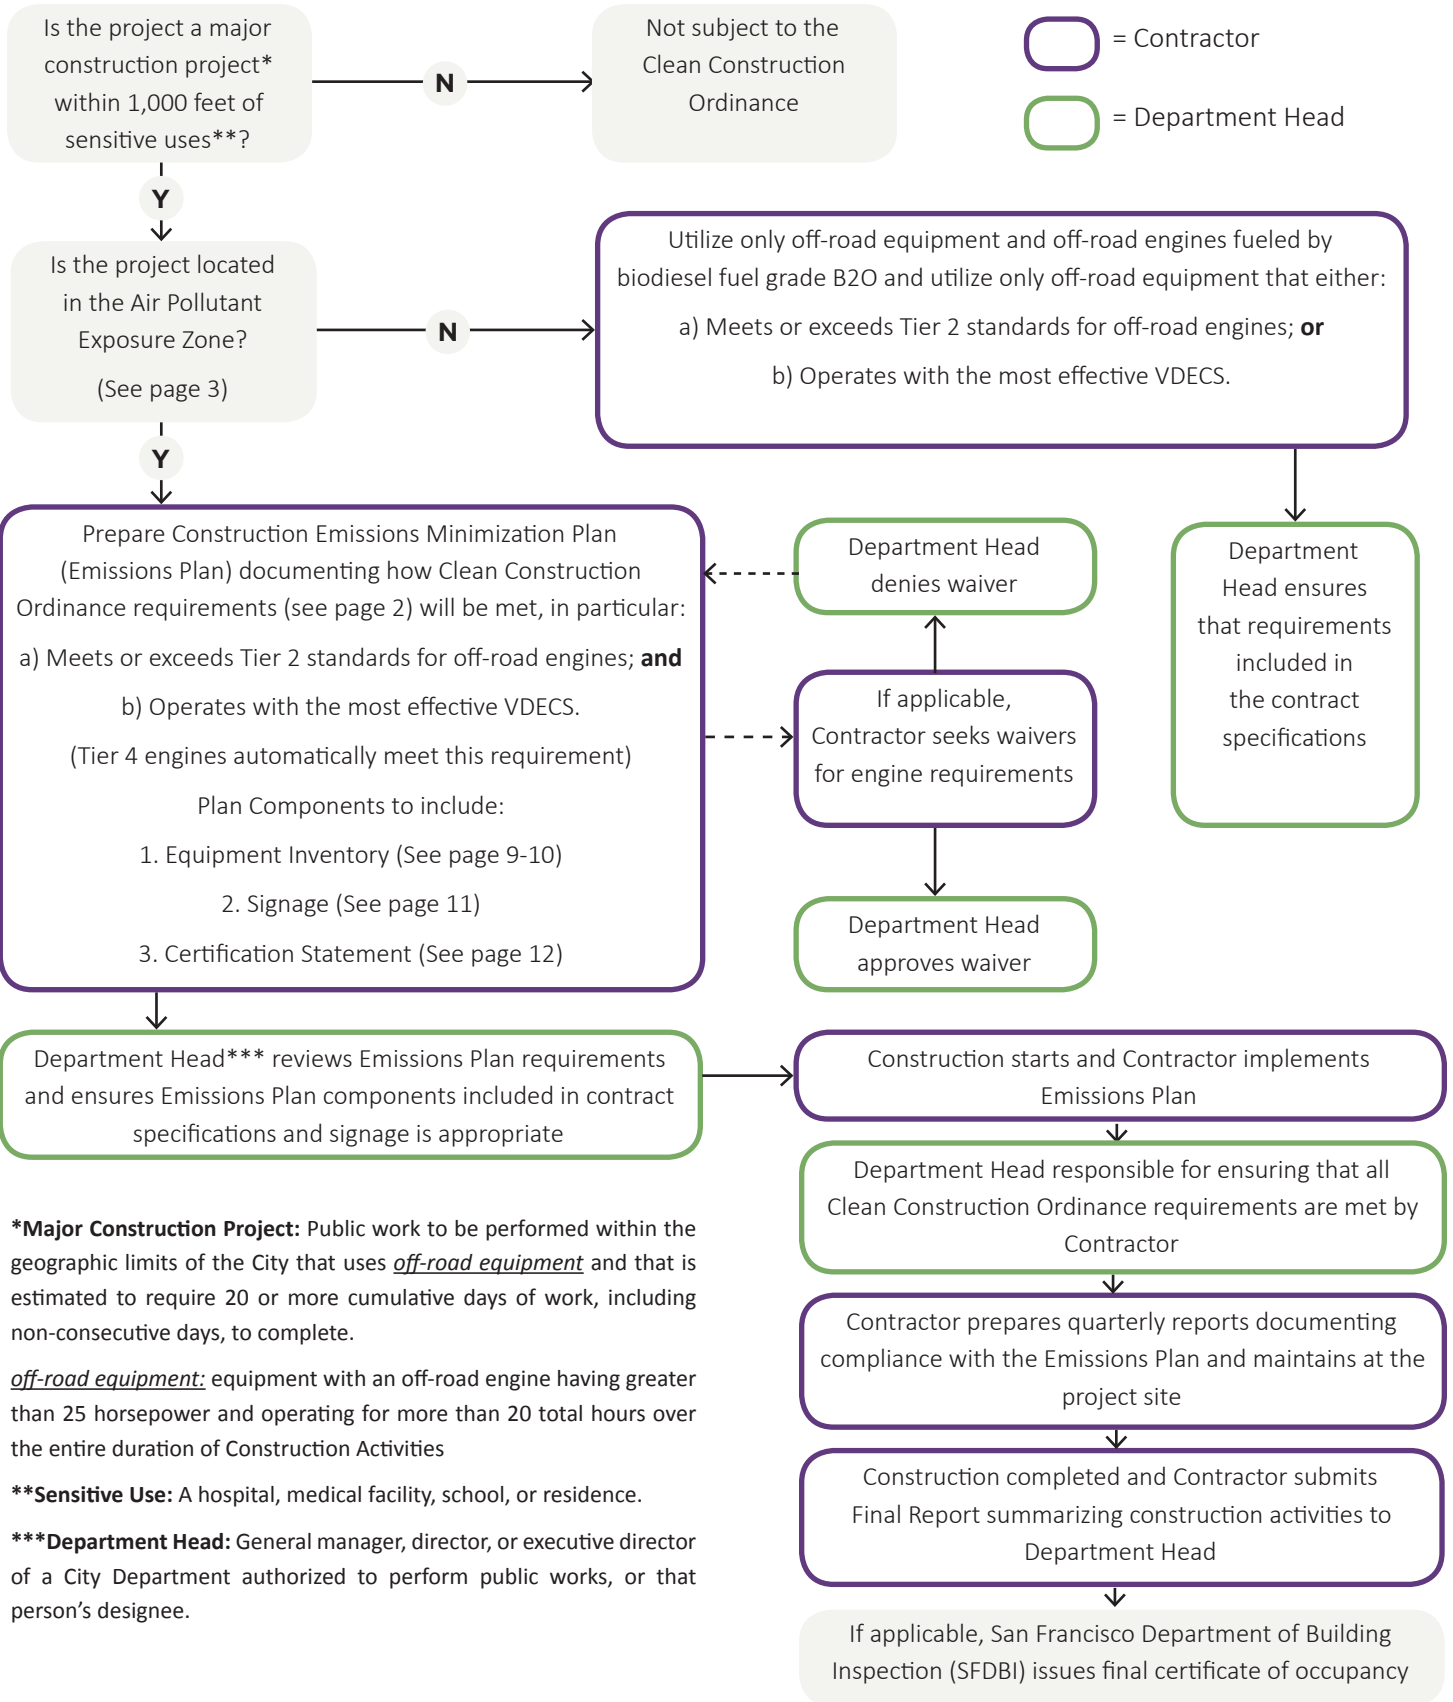 Is the project a major
construction project*
within 1,000 feet of
sensitive uses**?
N
Not subject to the
Clean Construction
Ordinance
= Contractor
= Department Head
Y
Is the project located
in the Air Pollutant
Exposure Zone?
(See page 3)
N
Utilize only off-road equipment and off-road engines fueled by
biodiesel fuel grade B2O and utilize only off-road equipment that either:
a) Meets or exceeds Tier 2 standards for off-road engines; or
b) Operates with the most effective VDECS.
Y
Prepare Construction Emissions Minimization Plan
(Emissions Plan) documenting how Clean Construction
Ordinance requirements (see page 2) will be met, in particular:
a) Meets or exceeds Tier 2 standards for off-road engines; and
b) Operates with the most effective VDECS.
(Tier 4 engines automatically meet this requirement)
Plan Components to include:
1. Equipment Inventory (See page 9-10)
2. Signage (See page 11)
3. Certification Statement (See page 12)
Department Head
denies waiver
If applicable,
Contractor seeks waivers
for engine requirements
Department Head
approves waiver
Department
Head ensures
that requirements
included in
the contract
specifications
Department Head*** reviews Emissions Plan requirements
and ensures Emissions Plan components included in contract
specifications and signage is appropriate
Construction starts and Contractor implements
Emissions Plan
Department Head responsible for ensuring that all
Clean Construction Ordinance requirements are met by
Contractor
Contractor prepares quarterly reports documenting
compliance with the Emissions Plan and maintains at the
project site
Construction completed and Contractor submits
Final Report summarizing construction activities to
Department Head
If applicable, San Francisco Department of Building
Inspection (SFDBI) issues final certificate of occupancy
*Major Construction Project: Public work to be performed within the
geographic limits of the City that uses off-road equipment and that is
estimated to require 20 or more cumulative days of work, including
non-consecutive days, to complete.
off-road equipment: equipment with an off-road engine having greater
than 25 horsepower and operating for more than 20 total hours over
the entire duration of Construction Activities
**Sensitive Use: A hospital, medical facility, school, or residence.
***Department Head: General manager, director, or executive director
of a City Department authorized to perform public works, or that
person's designee.